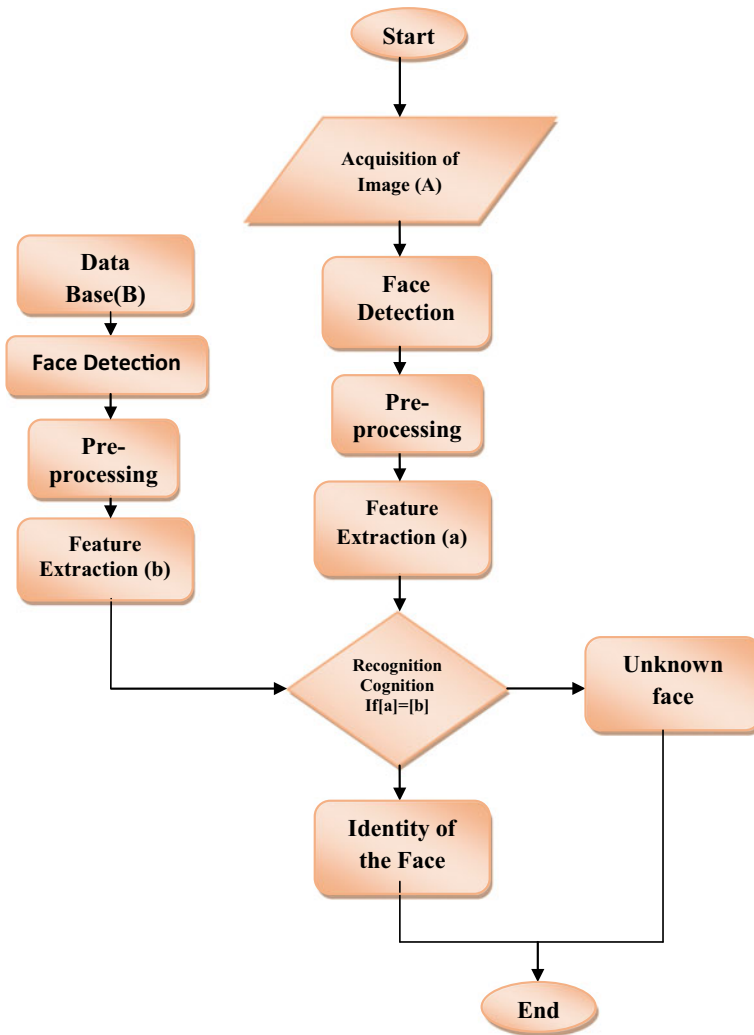 Start
Acquisition of
Image (A)
Data
Base(B)
Face Detection
Pre-
processing
Feature
Extraction (b)
Face
Detection
Pre-
processing
Feature
Extraction (a)
Recognition
Cognition
If[a]=[b]
Unknown
face
Identity of
the Face
End